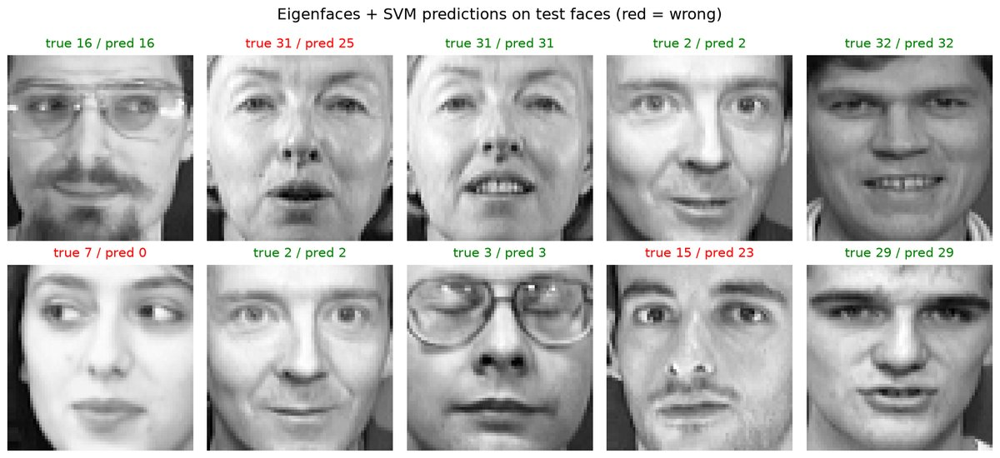 Eigenfaces + SVM predictions on test faces (red = wrong)
true 16 / pred 16
true 31 / pred 25
true 31 / pred 31
true 2 / pred 2
true 32 / pred 32
true 7 / pred 0
true 2 / pred 2
true 3 / pred 3
true 15 / pred 23
true 29 / pred 29